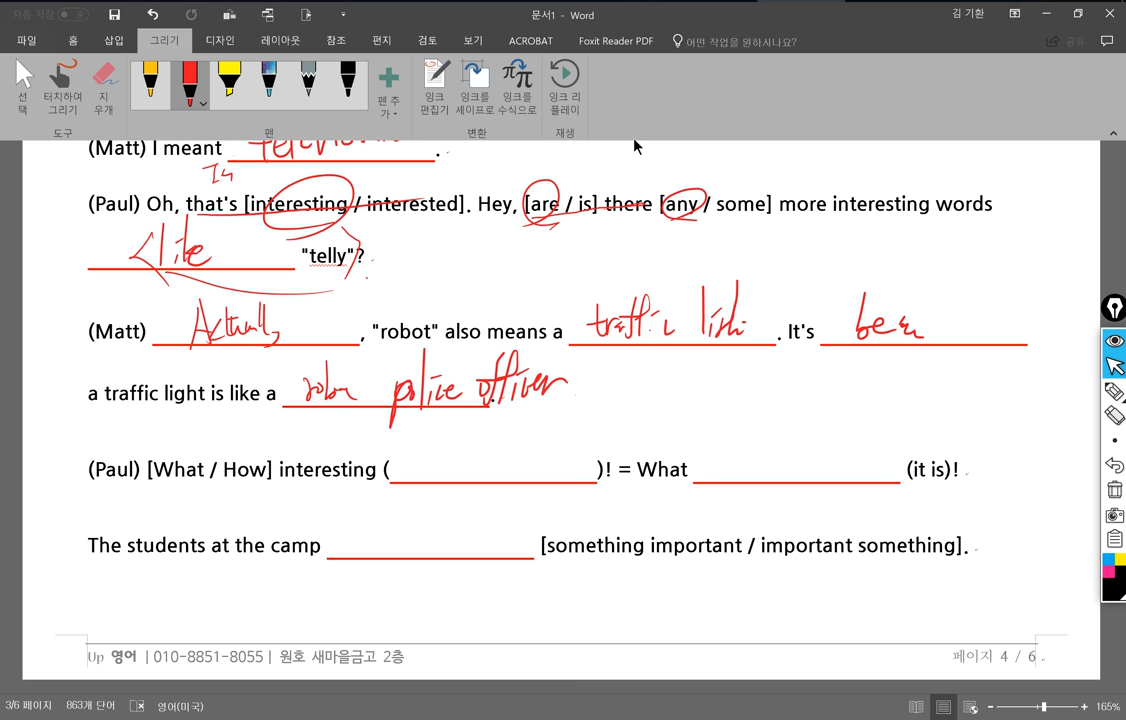 자동 저장 끔 문서1 - Word 김 기환
파일 홈 삽입 그리기 디자인 레이아웃 참조 편지 검토 보기 ACROBAT Foxit Reader PDF 어떤 작업을 원하시나요? 공유
선택 터치하여 그리기 지우개 펜 추가 잉크 편집기 잉크를 셰이프로 잉크를 수식으로 잉크 리플레이
도구 펜 변환 재생
(Matt) I meant television.
(Paul) Oh, that's [interesting / interested]. Hey, [are / is] there [any / some] more interesting words
like "telly"?
(Matt) Actually, "robot" also means a traffic light. It's
a traffic light is like a police officer.
(Paul) [What / How] interesting ( )! = What (it is)!
The students at the camp [something important / important something].
Up 영어 | 010-8851-8055 | 원호 새마을금고 2층 페이지 4 / 6
3/6 페이지 863개 단어 영어(미국) 165%